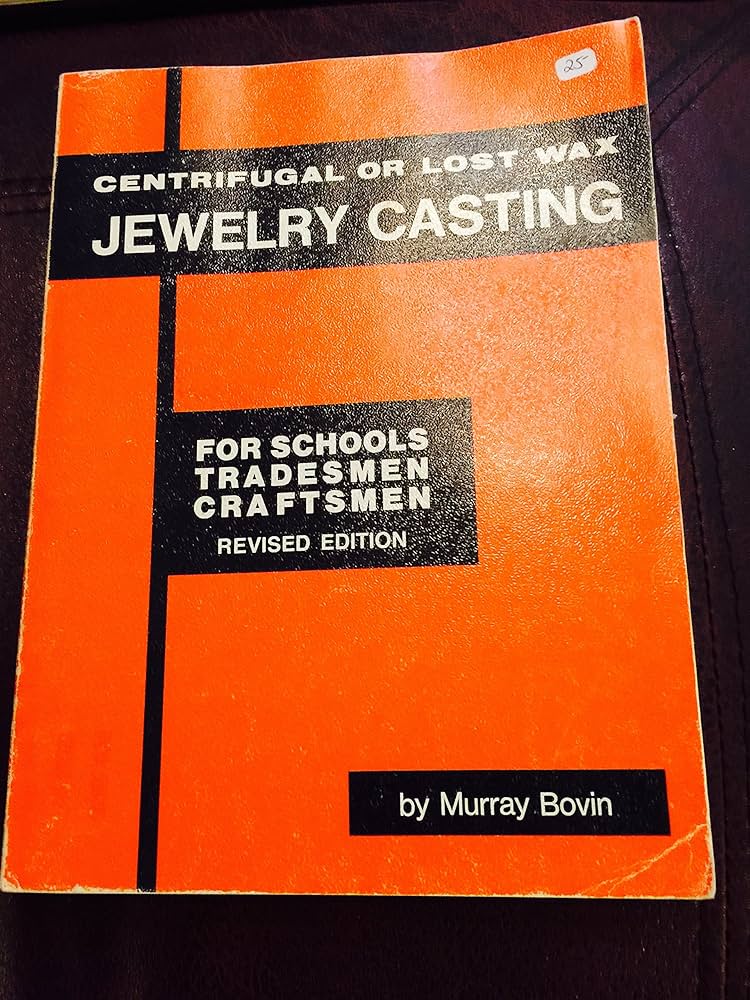 25-
CENTRIFUGAL OR LOST WAX
JEWELRY CASTING
FOR SCHOOLS
TRADESMEN
CRAFTSMEN
REVISED EDITION
by Murray Bovin